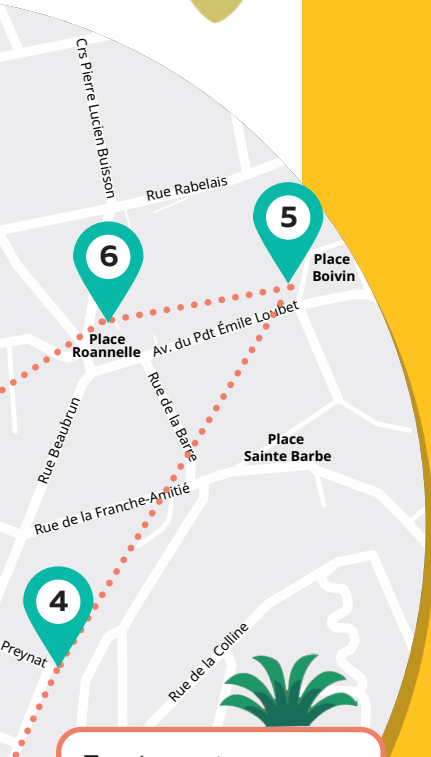 Crs Pierre Lucien Buisson
Rue Rabelais
5
Place
Boivin
6
Place
Roannelle
Av. du Pdt Émile Loubet
Rue de la Barre
Rue Beaubrun
Place
Sainte Barbe
Rue de la Franche-Amitié
4
Preynat
Rue de la Colline